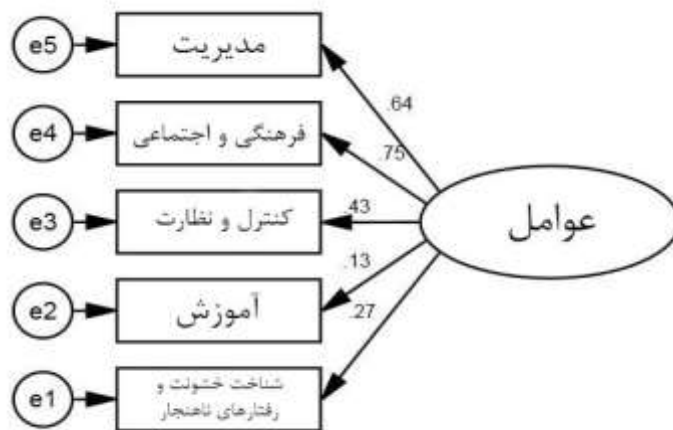 e5
مدیریت
.64
e4
فرهنگی و اجتماعی
.75
e3
کنترل و نظارت
.43
عوامل
e2
آموزش
.13
e1
شناخت خشونت و
رفتارهای ناهنجار
.27